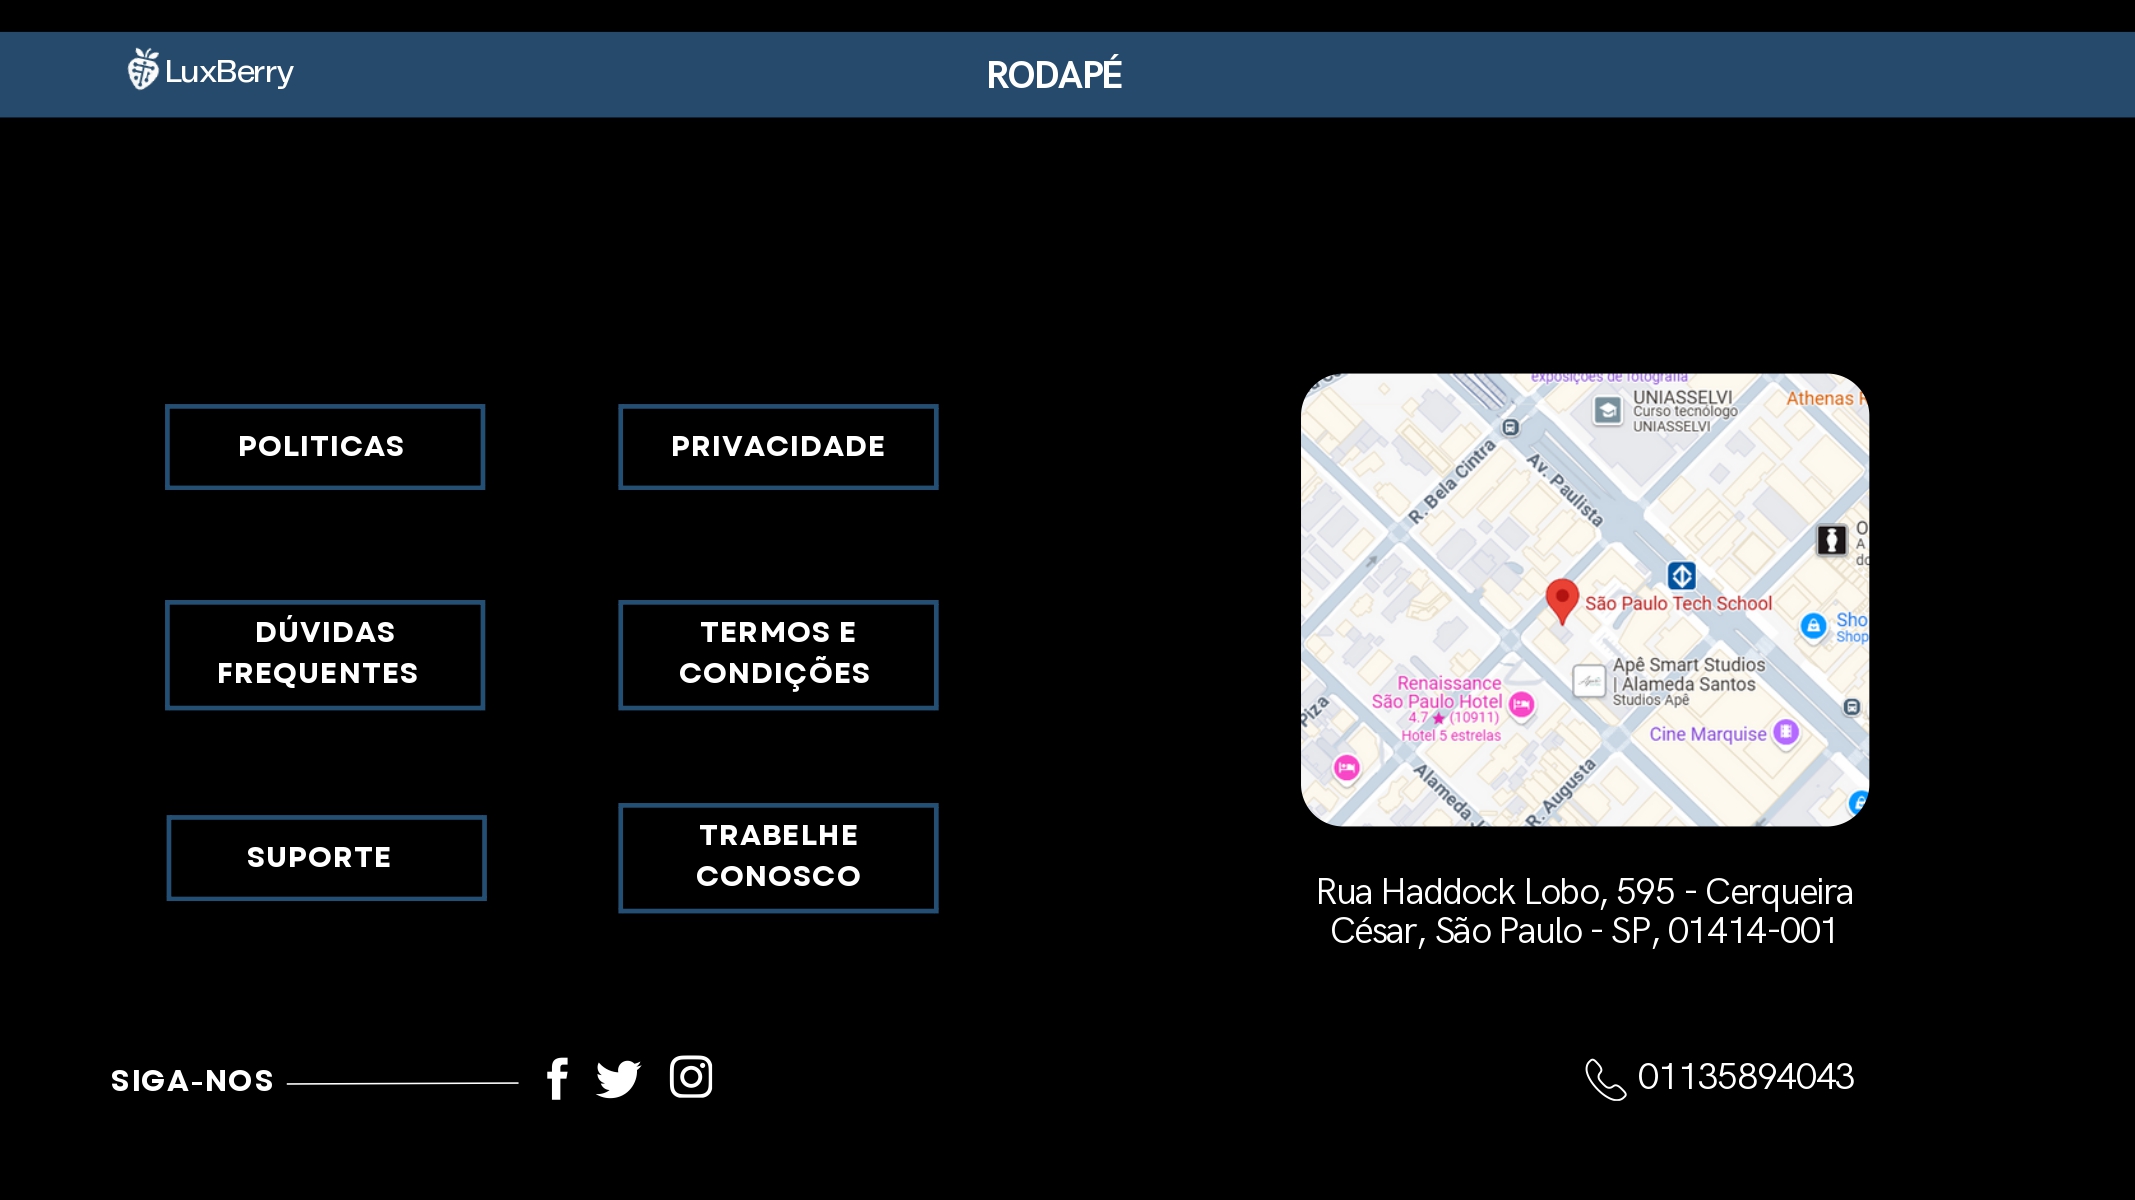 LuxBerry
RODAPÉ
POLITICAS
PRIVACIDADE
DÚVIDAS
FREQUENTES
TERMOS E
CONDIÇÕES
SUPORTE
TRABELHE
CONOSCO
exposições de fotografia
UNIASSELVI
Curso tecnólogo
UNIASSELVI
Athenas
R. Bela Cintra
Av. Paulista
O
A
do
São Paulo Tech School
Sho
Shop
Apê Smart Studios
| Alameda Santos
Studios Apê
Renaissance
São Paulo Hotel
4.7 ★ (10911)
Hotel 5 estrelas
Piza
Cine Marquise
Alameda J
R. Augusta
Rua Haddock Lobo, 595 - Cerqueira
César, São Paulo - SP, 01414-001
SIGA-NOS
01135894043